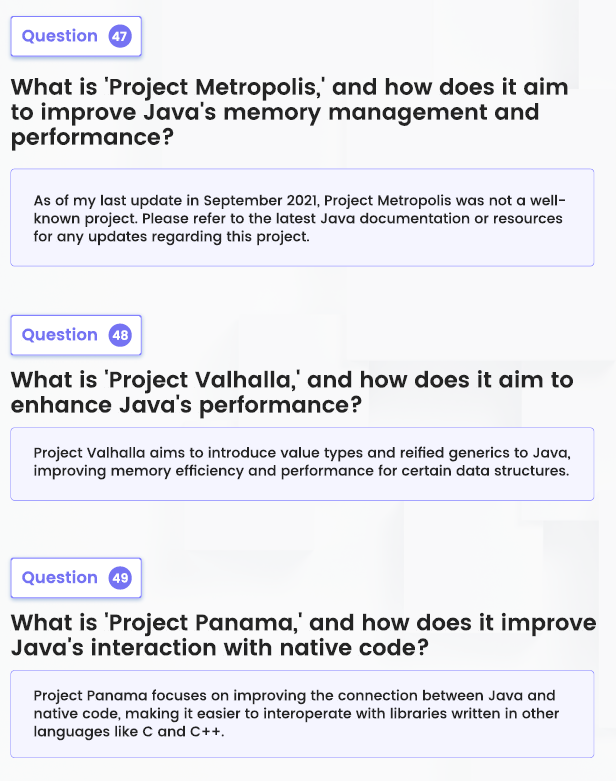 Question 47
What is 'Project Metropolis,' and how does it aim
to improve Java's memory management and
performance?
As of my last update in September 2021, Project Metropolis was not a well-
known project. Please refer to the latest Java documentation or resources
for any updates regarding this project.
Question 48
What is 'Project Valhalla,' and how does it aim to
enhance Java's performance?
Project Valhalla aims to introduce value types and reified generics to Java,
improving memory efficiency and performance for certain data structures.
Question 49
What is 'Project Panama,' and how does it improve
Java's interaction with native code?
Project Panama focuses on improving the connection between Java and
native code, making it easier to interoperate with libraries written in other
languages like C and C++.